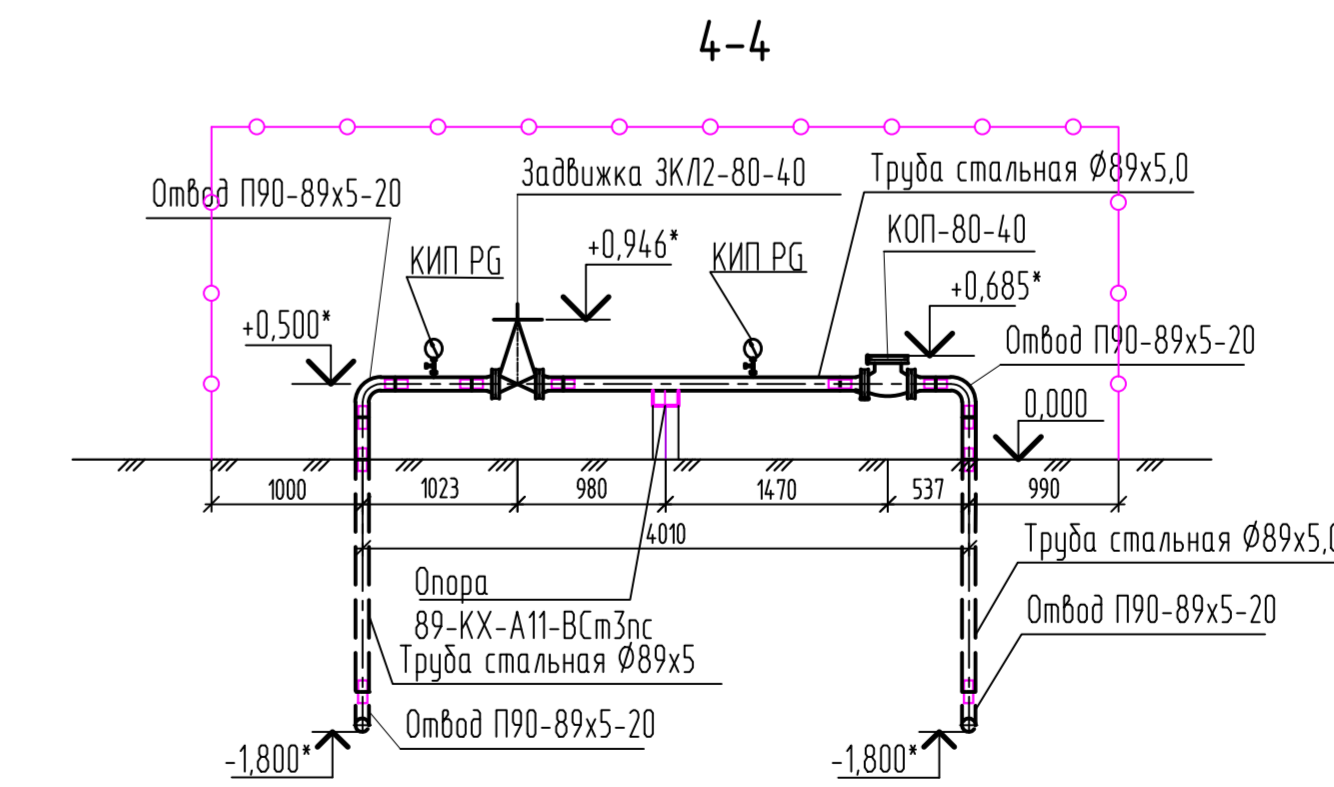 4-4
Отвод П90-89х5-20
Задвижка ЗКЛ2-80-40
Труба стальная Ø89х5,0
КИП PG
+0,946*
КИП PG
КОП-80-40
+0,500*
+0,685*
Отвод П90-89х5-20
0,000
1000
1023
980
1470
537
990
4010
Опора
89-КХ-А11-ВСт3пс
Труба стальная Ø89х5
Отвод П90-89х5-20
-1,800*
Труба стальная Ø89х5,0
Отвод П90-89х5-20
-1,800*